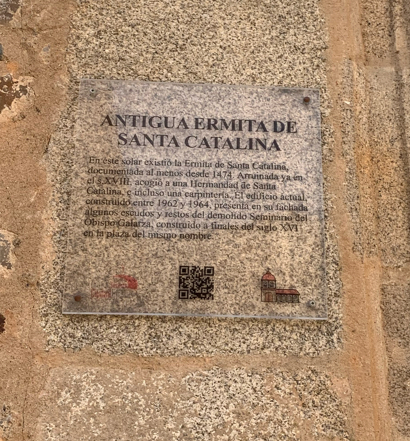 ANTIGUA ERMITA DE
SANTA CATALINA
En este solar existió la Ermita de Santa Catalina,
documentada al menos desde 1474. Arruinada ya en
el s.XVIII, acogió a una Hermandad de Santa
Catalina, e incluso una carpintería. El edificio actual,
construido entre 1962 y 1964, presenta en su fachada
algunos escudos y restos del demolido Seminario del
Obispo Galarza, construido a finales del siglo XVI
en la plaza del mismo nombre.